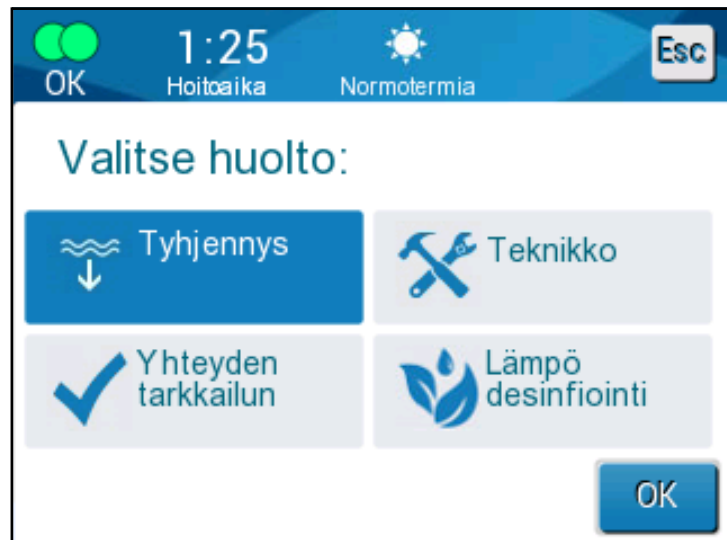 1:25
Esc
OK
Hoitoaika
Normotermia
Valitse huolto:
Tyhjennys
Teknikko
Yhteyden
tarkkailun
Lämpö
desinfiointi
OK